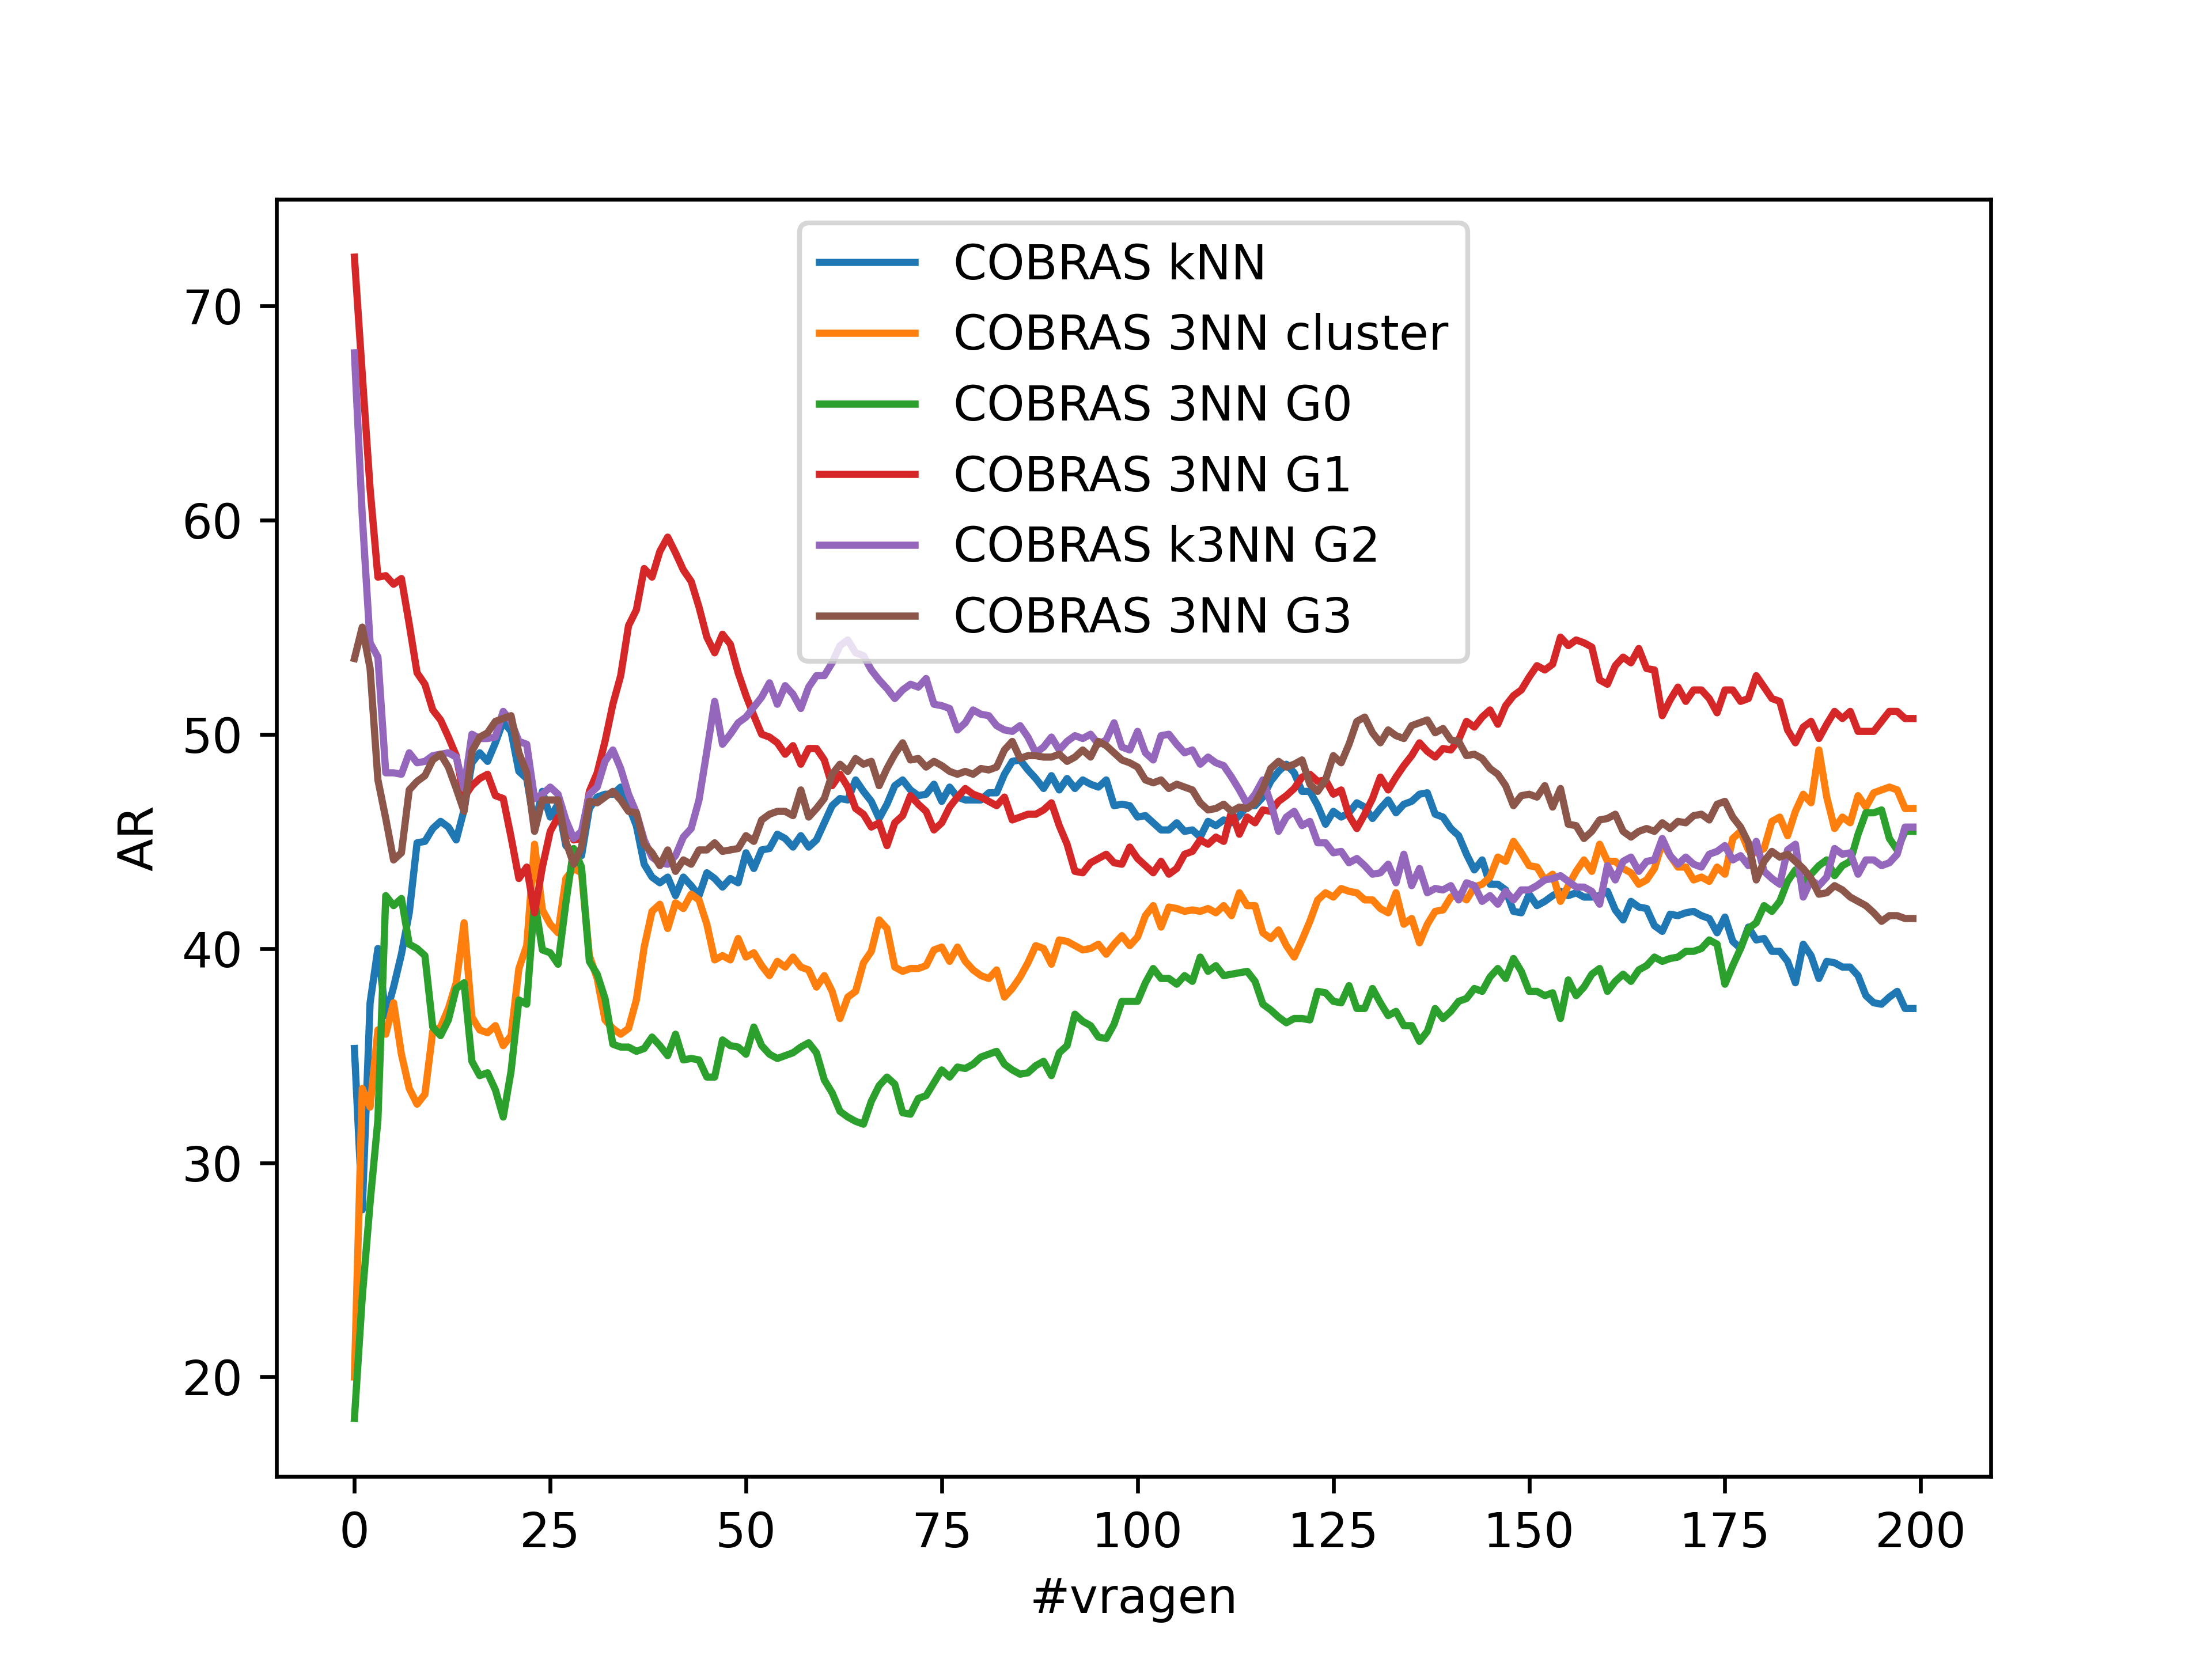 COBRAS kNN
COBRAS 3NN cluster
COBRAS 3NN G0
COBRAS 3NN G1
COBRAS k3NN G2
COBRAS 3NN G3
70
60
50
40
30
20
AR
0 25 50 75 100 125 150 175 200
#vragen